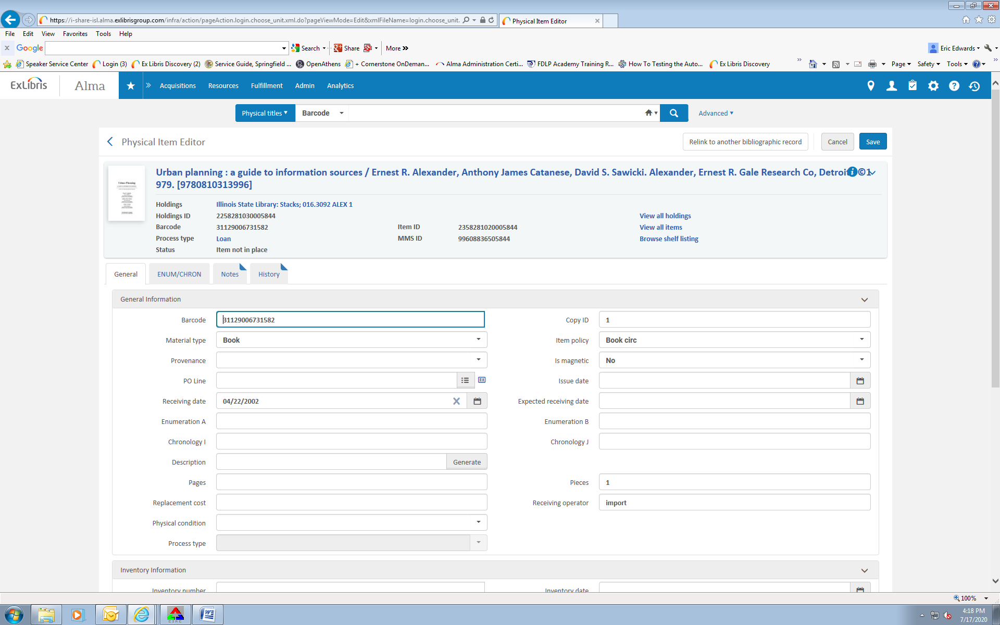 https://i-share-isl.alma.exlibrisgroup.com/infra/action/pageAction.login.choose_unit.xml.do?pageViewMode=Edit&xmlFileName=login.choose_unit.
Physical Item Editor
File Edit View Favorites Tools Help
x Google Search Share More » Eric Edwards
Speaker Service Center Login (3) Ex Libris Discovery (2) Service Guide, Springfield ... OpenAthens + Cornerstone OnDeman... Alma Administration Certi... FDLP Academy Training R... How To Testing the Auto... Ex Libris Discovery » Page Safety Tools »
ExLibris Alma » Acquisitions Resources Fulfillment Admin Analytics
Physical titles Barcode Advanced
Physical Item Editor Relink to another bibliographic record Cancel Save
Urban Planning
Urban planning : a guide to information sources / Ernest R. Alexander, Anthony James Catanese, David S. Sawicki. Alexander, Ernest R. Gale Research Co, Detroit ©1
979. [9780810313996]
Holdings Illinois State Library: Stacks; 016.3092 ALEX 1
Holdings ID 2258281030005844 View all holdings
Barcode 31129006731582 Item ID 2358281020005844 View all items
Process type Loan MMS ID 99608836505844 Browse shelf listing
Status Item not in place
General ENUM/CHRON Notes History
General Information
Barcode 31129006731582 Copy ID 1
Material type Book Item policy Book circ
Provenance Is magnetic No
PO Line Issue date
Receiving date 04/22/2002 Expected receiving date
Enumeration A Enumeration B
Chronology I Chronology J
Description Generate
Pages Pieces 1
Replacement cost Receiving operator import
Physical condition
Process type
Inventory Information
Inventory number Inventory date
100%
CIRC
4:18 PM
7/17/2020